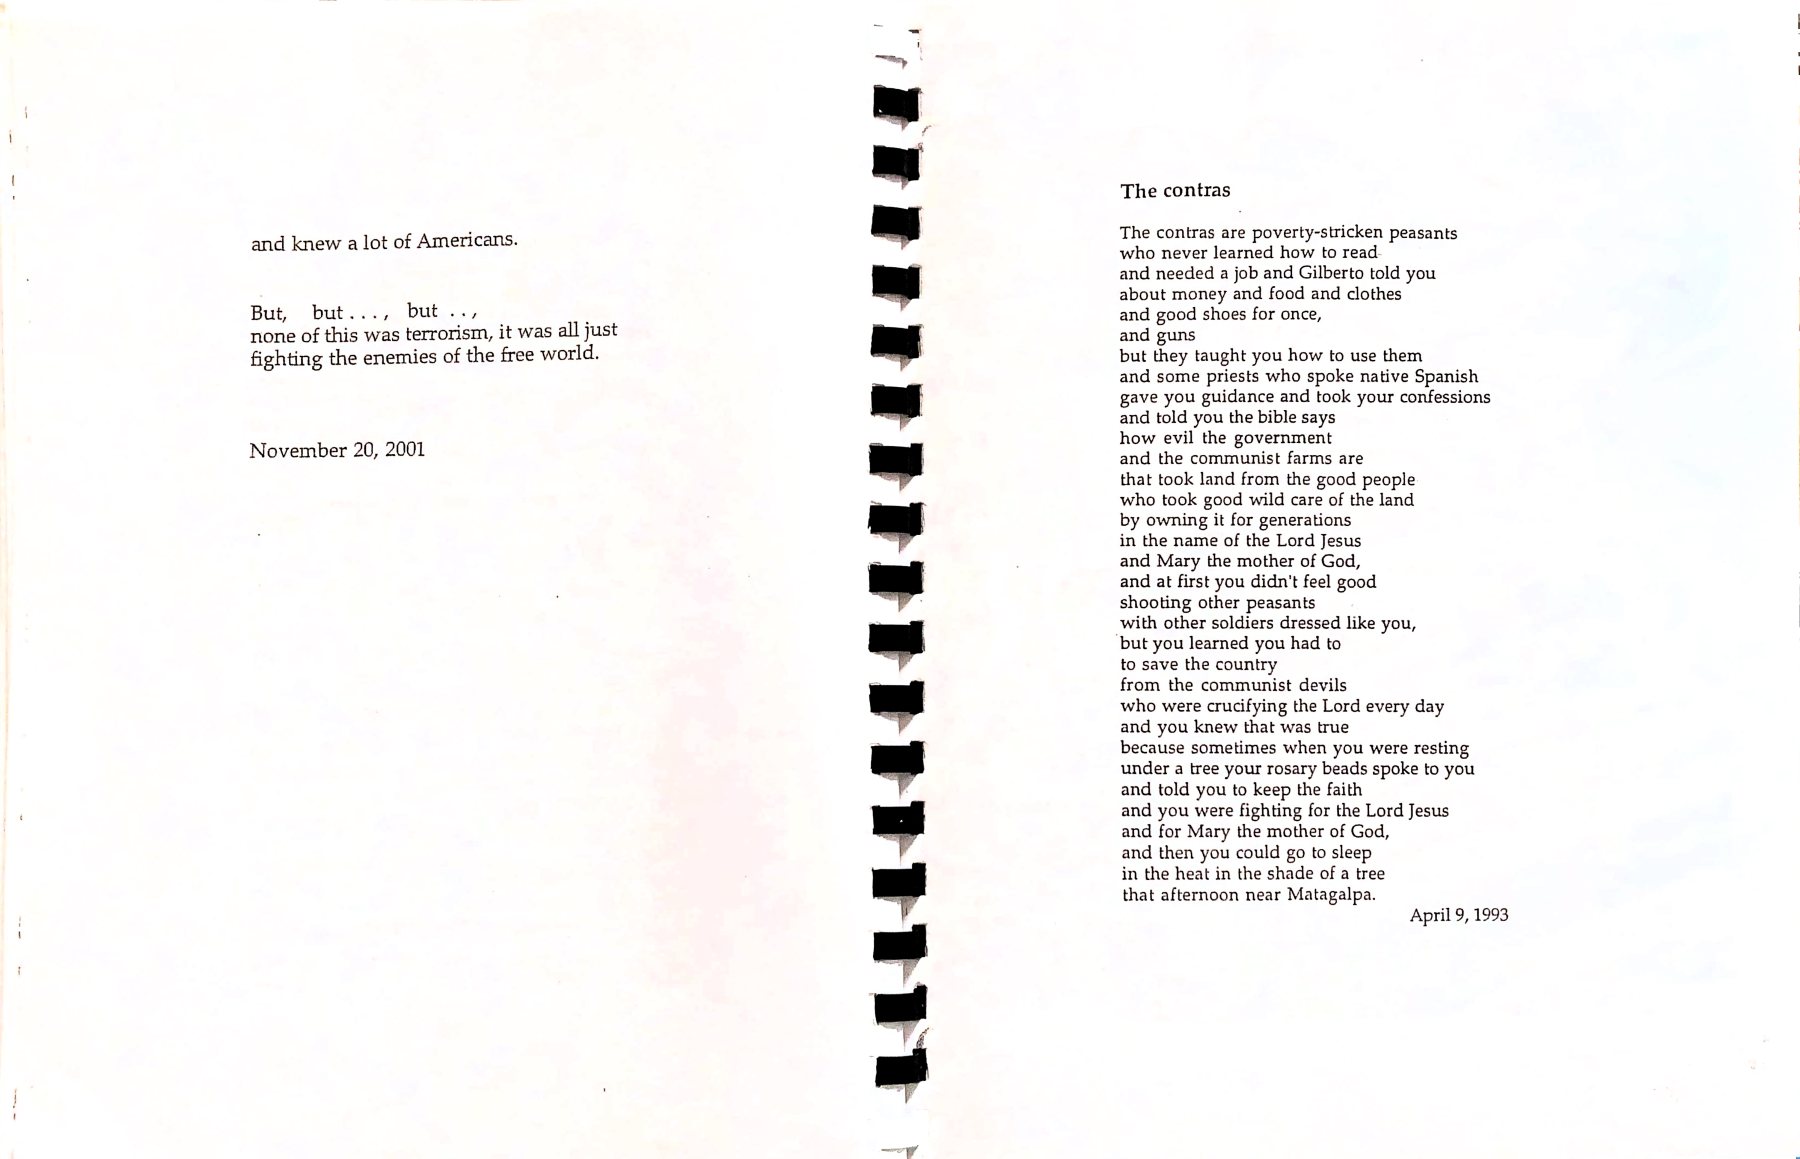 and knew a lot of Americans.
But, but . . . , but . . ,
none of this was terrorism, it was all just
fighting the enemies of the free world.
November 20, 2001
The contras
The contras are poverty-stricken peasants
who never learned how to read
and needed a job and Gilberto told you
about money and food and clothes
and good shoes for once,
and guns
but they taught you how to use them
and some priests who spoke native Spanish
gave you guidance and took your confessions
and told you the bible says
how evil the government
and the communist farms are
that took land from the good people
who took good wild care of the land
by owning it for generations
in the name of the Lord Jesus
and Mary the mother of God,
and at first you didn't feel good
shooting other peasants
with other soldiers dressed like you,
but you learned you had to
to save the country
from the communist devils
who were crucifying the Lord every day
and you knew that was true
because sometimes when you were resting
under a tree your rosary beads spoke to you
and told you to keep the faith
and you were fighting for the Lord Jesus
and for Mary the mother of God,
and then you could go to sleep
in the heat in the shade of a tree
that afternoon near Matagalpa.
April 9, 1993